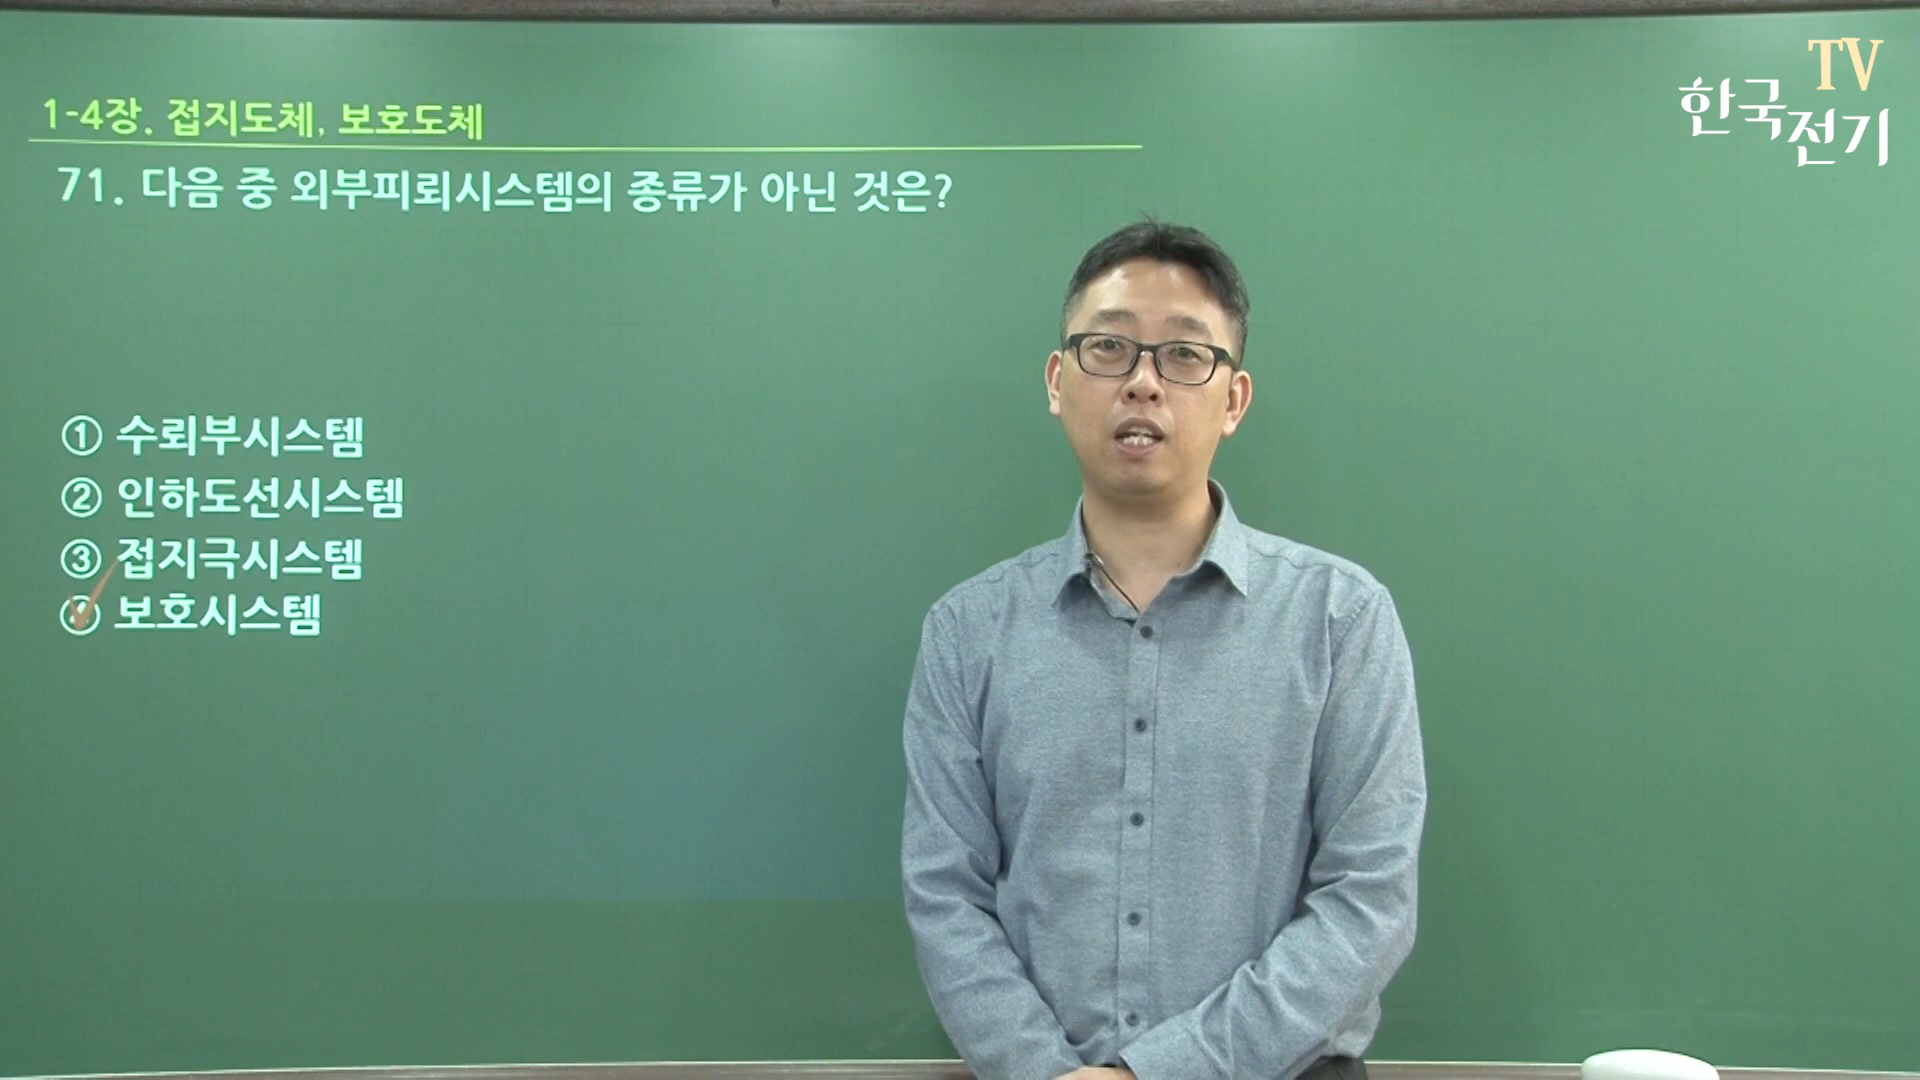 1-4장. 접지도체, 보호도체
71. 다음 중 외부피뢰시스템의 종류가 아닌 것은?
① 수뢰부시스템
② 인하도선시스템
③ 접지극시스템
④ 보호시스템
TV
한국전기